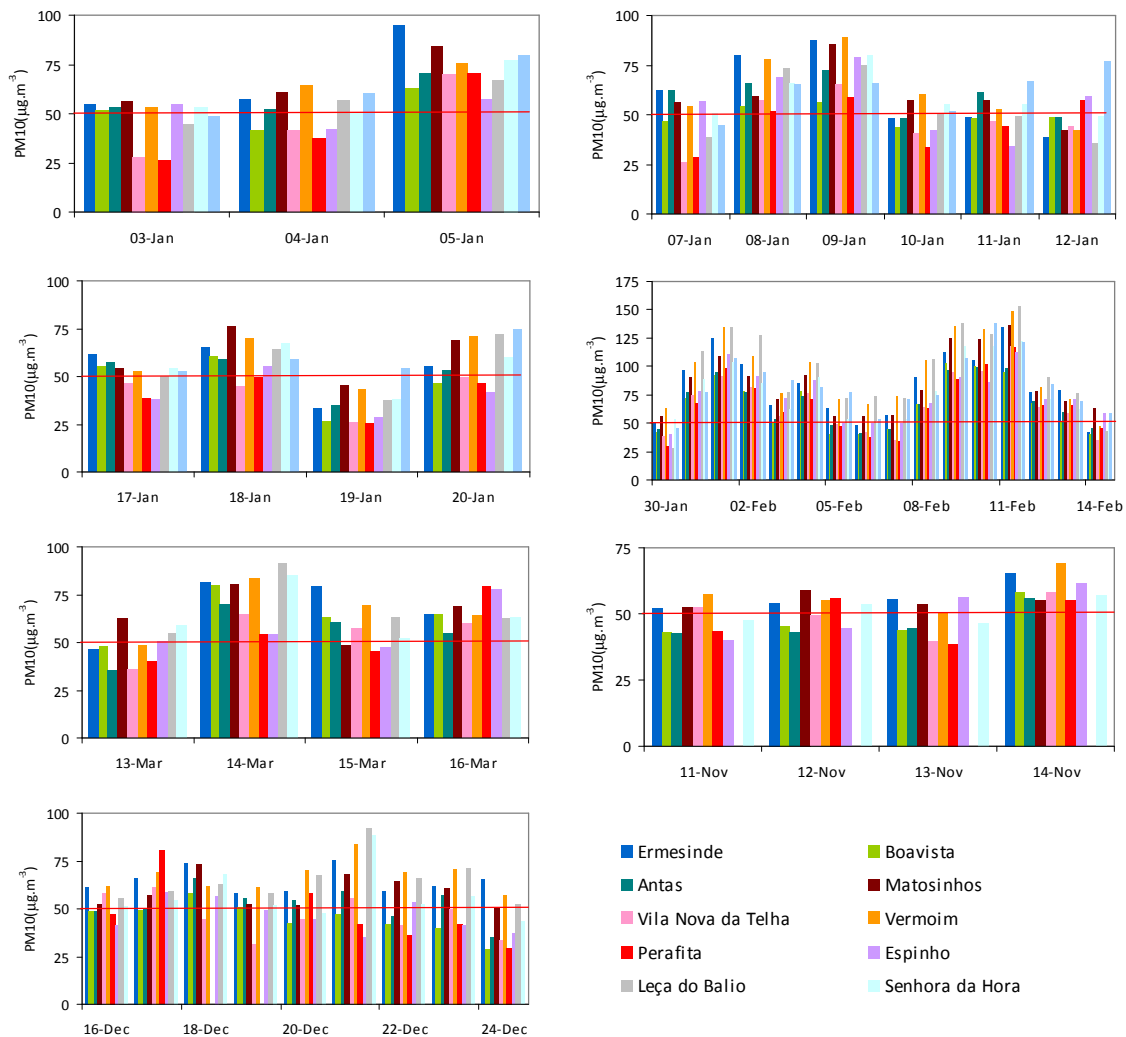 PM10(µg.m-3)
100
75
50
25
0
03-Jan 04-Jan 05-Jan
PM10(µg.m-3)
100
75
50
25
0
07-Jan 08-Jan 09-Jan 10-Jan 11-Jan 12-Jan
PM10(µg.m-3)
100
75
50
25
0
17-Jan 18-Jan 19-Jan 20-Jan
PM10(µg.m-3)
175
150
125
100
75
50
25
0
30-Jan 02-Feb 05-Feb 08-Feb 11-Feb 14-Feb
PM10(µg.m-3)
100
75
50
25
0
13-Mar 14-Mar 15-Mar 16-Mar
PM10(µg.m-3)
75
50
25
0
11-Nov 12-Nov 13-Nov 14-Nov
PM10(µg.m-3)
100
75
50
25
0
16-Dec 18-Dec 20-Dec 22-Dec 24-Dec
Ermesinde Boavista
Antas Matosinhos
Vila Nova da Telha Vermoim
Perafita Espinho
Leça do Balio Senhora da Hora